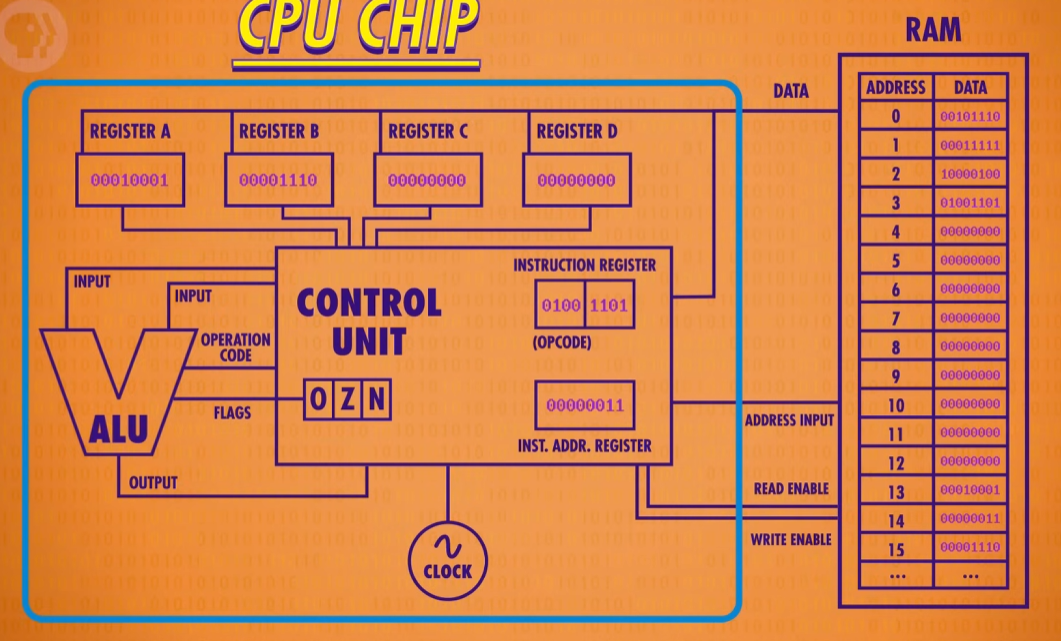 CPU CHIP
RAM
DATA
ADDRESS DATA
0 00101110
1 00011111
2 10000100
3 01001101
4 00000000
5 00000000
6 00000000
7 00000000
8 00000000
9 00000000
10 00000000
11 00000000
12 00000000
13 00010001
14 00000011
15 00001110
... ...
REGISTER A
00010001
REGISTER B
00001110
REGISTER C
00000000
REGISTER D
00000000
INPUT
INPUT
OPERATION
CODE
FLAGS
ALU
OUTPUT
CONTROL
UNIT
O Z N
INSTRUCTION REGISTER
0100 1101
(OPCODE)
00000011
INST. ADDR. REGISTER
CLOCK
ADDRESS INPUT
READ ENABLE
WRITE ENABLE